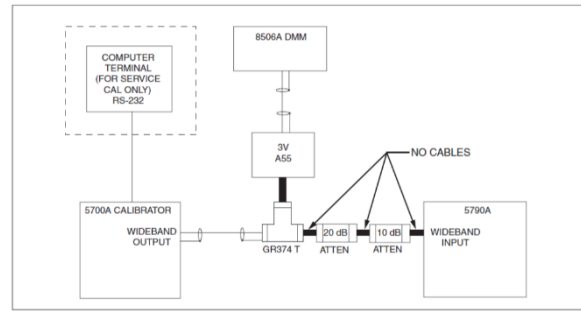 COMPUTER
TERMINAL
(FOR SERVICE
CAL ONLY)
RS-232
8506A DMM
3V
A55
NO CABLES
5700A CALIBRATOR
WIDEBAND
OUTPUT
GR374 T
20 dB
ATTEN
10 dB
ATTEN
5790A
WIDEBAND
INPUT